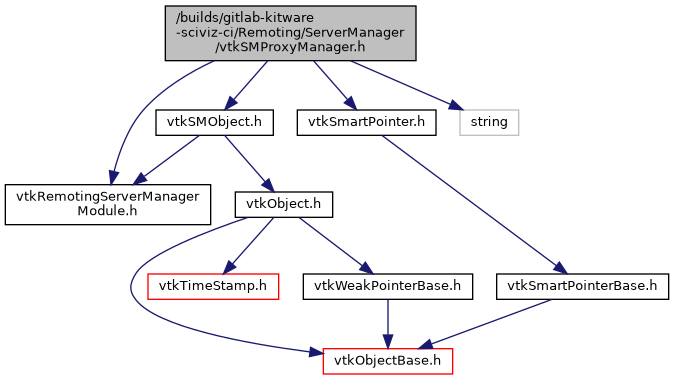 /builds/gitlab-kitware
-sciviz-ci/Remoting/ServerManager
/vtkSMProxyManager.h
vtkSMObject.h
vtkSmartPointer.h
string
vtkRemotingServerManager
Module.h
vtkObject.h
vtkTimeStamp.h
vtkWeakPointerBase.h
vtkSmartPointerBase.h
vtkObjectBase.h